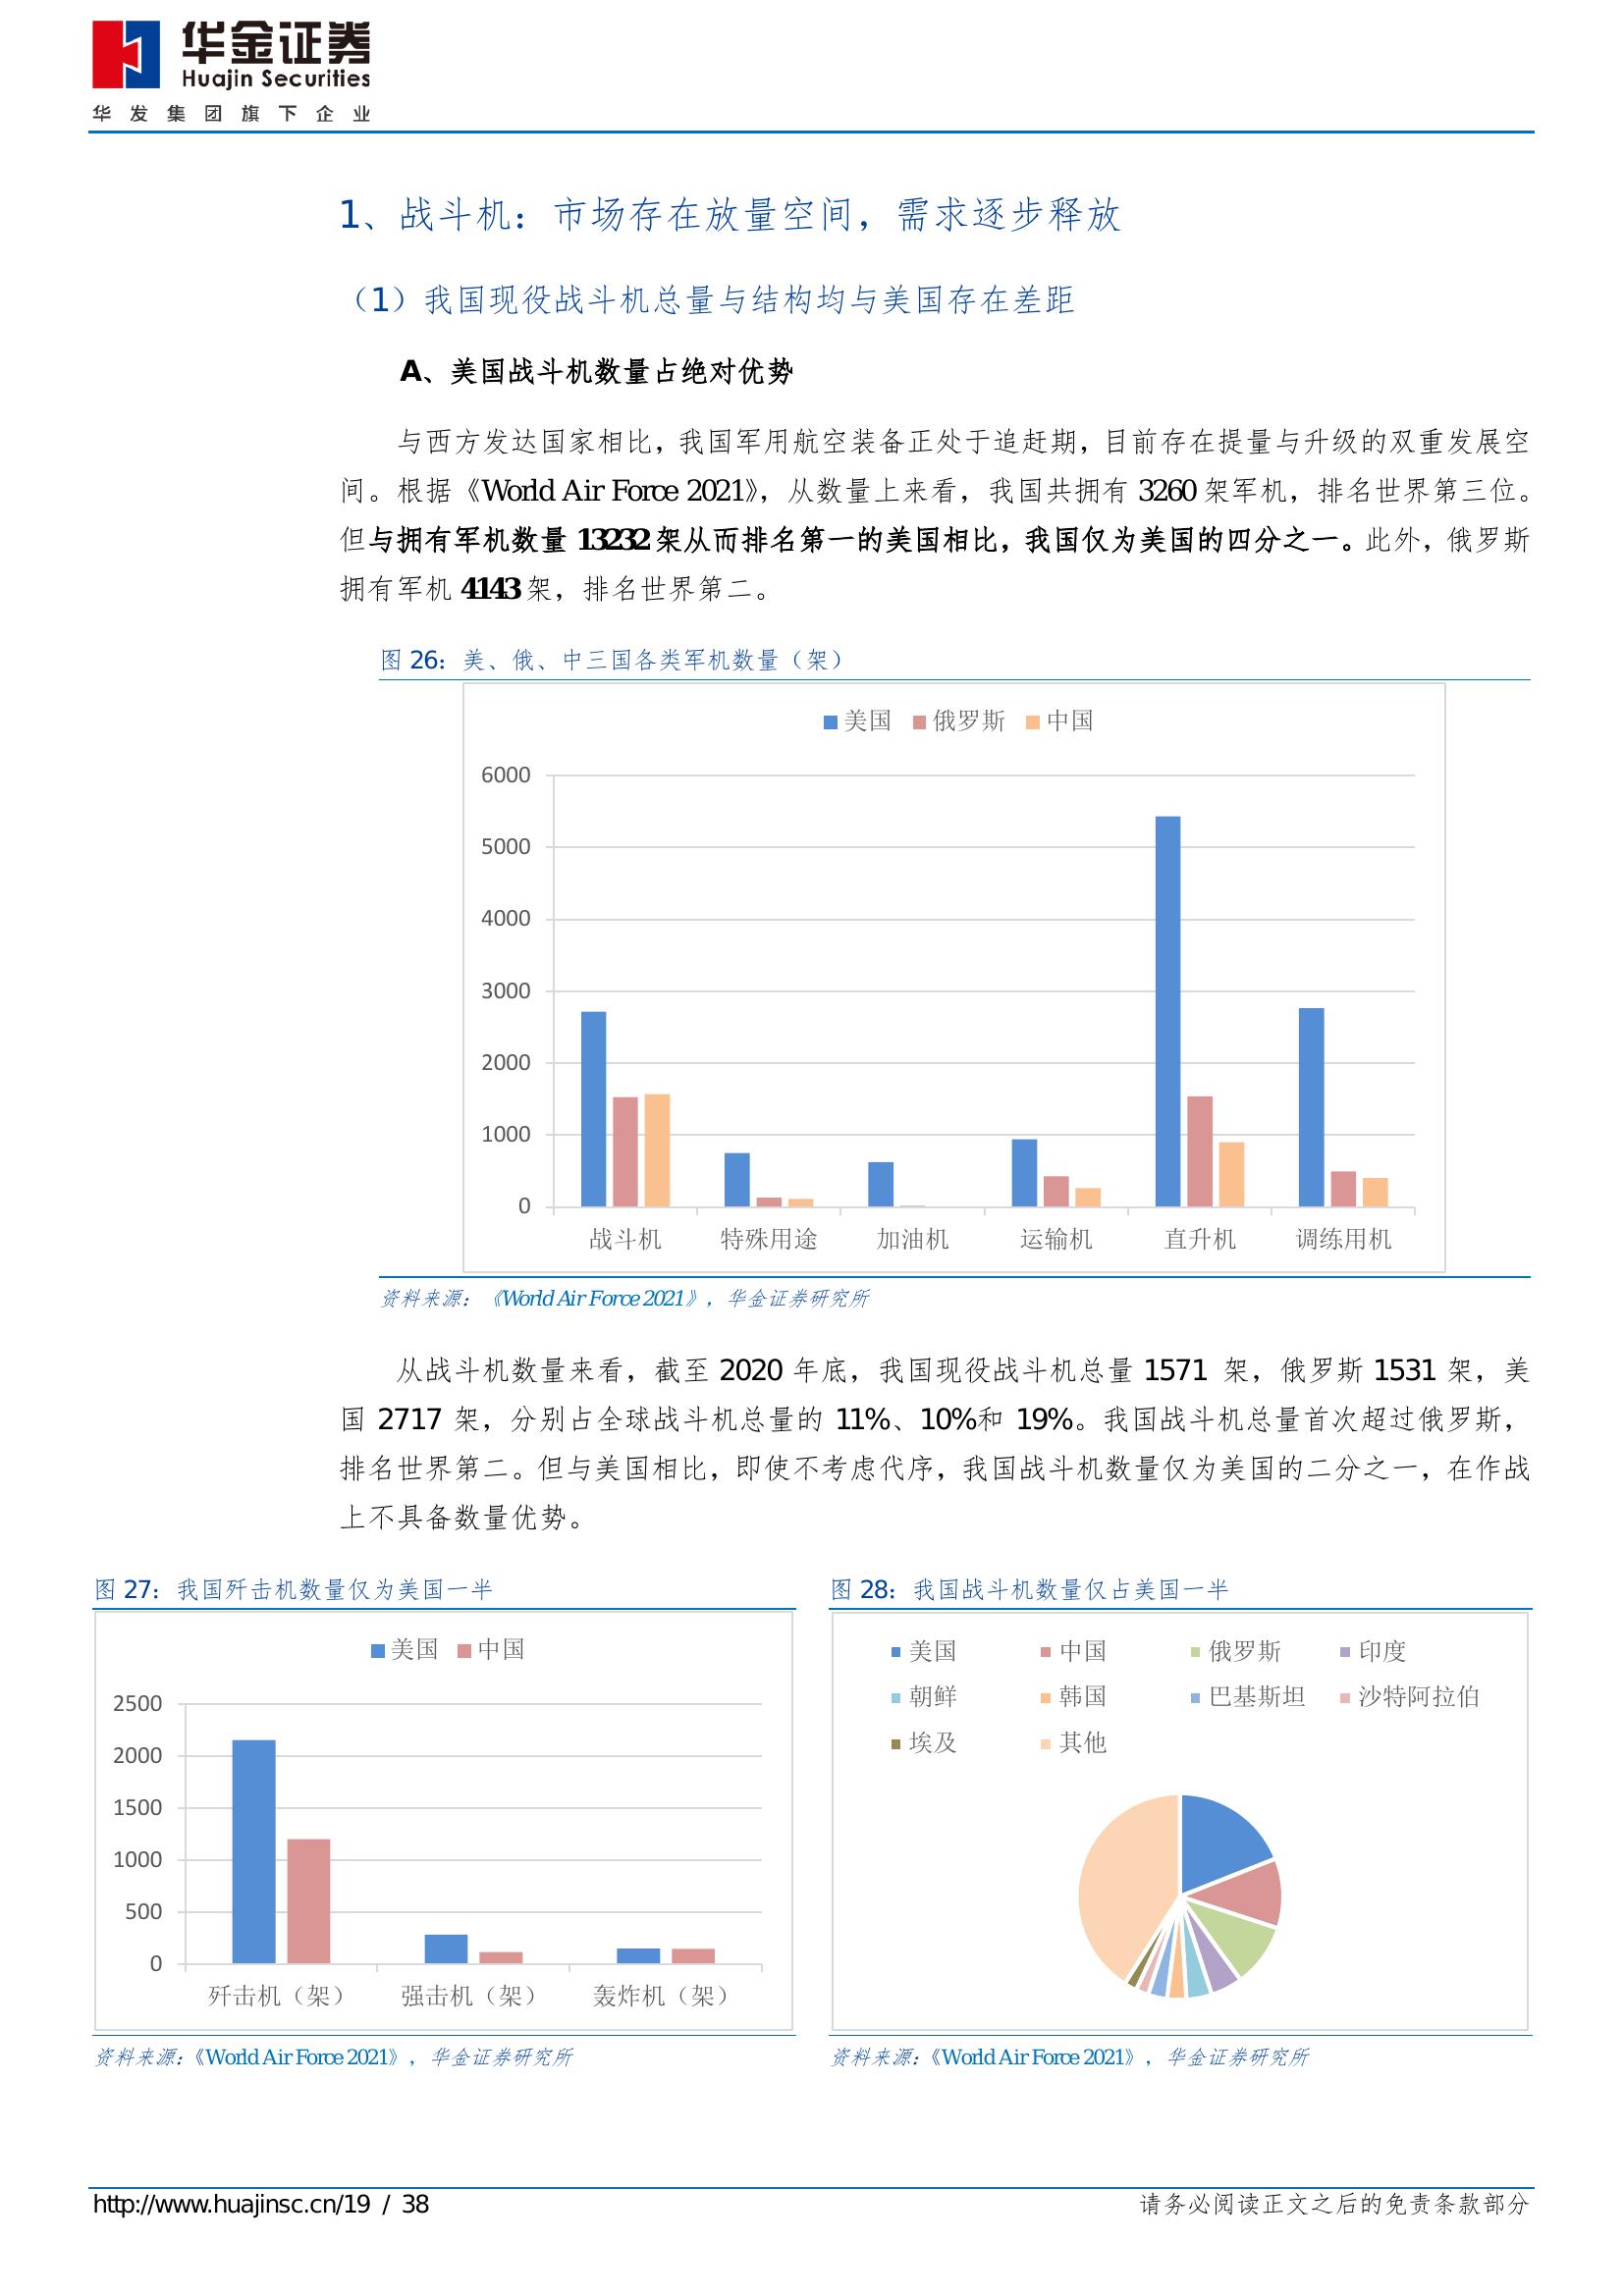 华金证券
Huajin Securities
华发集团旗下企业
1、战斗机：市场存在放量空间，需求逐步释放
（1）我国现役战斗机总量与结构均与美国存在差距
A、美国战斗机数量占绝对优势
与西方发达国家相比，我国军用航空装备正处于追赶期，目前存在提量与升级的双重发展空
间。根据《World Air Force 2021》，从数量上来看，我国共拥有 3260 架军机，排名世界第三位。
但与拥有军机数量 13232 架从而排名第一的美国相比，我国仅为美国的四分之一。此外，俄罗斯
拥有军机 4143 架，排名世界第二。
图 26：美、俄、中三国各类军机数量（架）
美国 俄罗斯 中国
6000
5000
4000
3000
2000
1000
0
战斗机 特殊用途 加油机 运输机 直升机 调练用机
资料来源：《World Air Force 2021》，华金证券研究所
从战斗机数量来看，截至 2020 年底，我国现役战斗机总量 1571 架，俄罗斯 1531 架，美
国 2717 架，分别占全球战斗机总量的 11%、10%和 19%。我国战斗机总量首次超过俄罗斯，
排名世界第二。但与美国相比，即使不考虑代序，我国战斗机数量仅为美国的二分之一，在作战
上不具备数量优势。
图 27：我国歼击机数量仅为美国一半
美国 中国
2500
2000
1500
1000
500
0
歼击机（架） 强击机（架） 轰炸机（架）
资料来源：《World Air Force 2021》，华金证券研究所
图 28：我国战斗机数量仅占美国一半
美国 中国 俄罗斯 印度
朝鲜 韩国 巴基斯坦 沙特阿拉伯
埃及 其他
资料来源：《World Air Force 2021》，华金证券研究所
http://www.huajinsc.cn/19 / 38
请务必阅读正文之后的免责条款部分